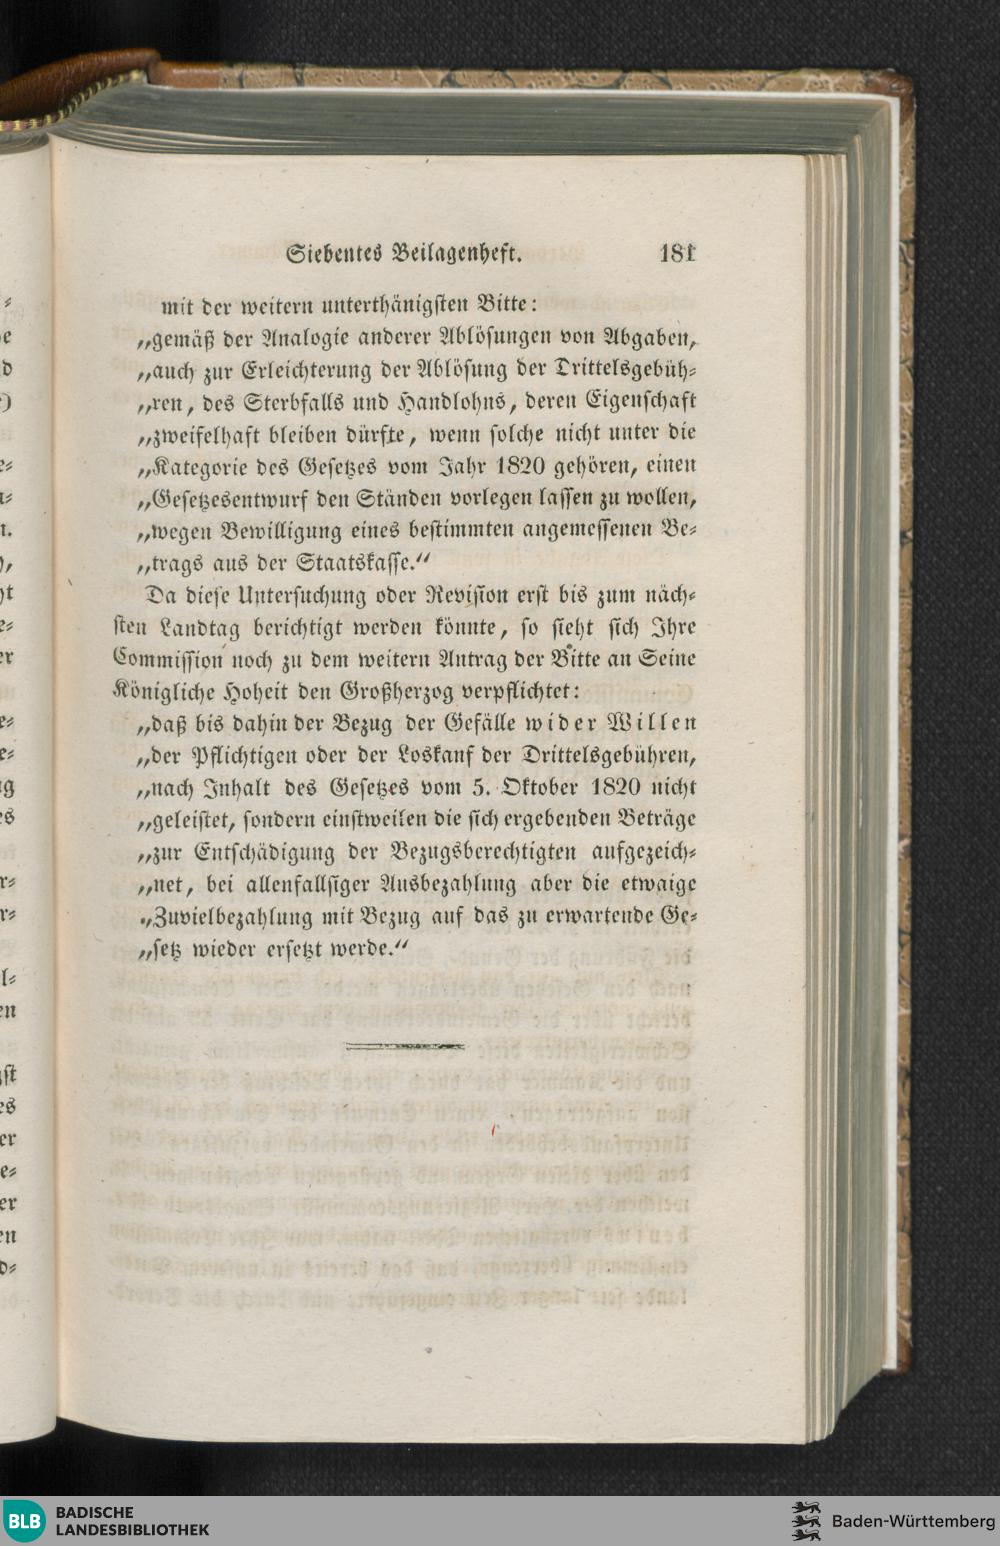 Siebentes Beilagenheft. 181
mit der weitern unterthänigsten Bitte:
„gemäß der Analogie anderer Ablösungen von Abgaben,
„auch zur Erleichterung der Ablösung der Drittelsgebüh-
„ren, des Sterbfalls und Handlohns, deren Eigenschaft
„zweifelhaft bleiben dürfte, wenn solche nicht unter die
„Kategorie des Gesetzes vom Jahr 1820 gehören, einen
„Gesetzesentwurf den Ständen vorlegen lassen zu wollen,
„wegen Bewilligung eines bestimmten angemessenen Be-
„trags aus der Staatskasse.“
Da diese Untersuchung oder Revision erst bis zum näch-
sten Landtag berichtigt werden könnte, so sieht sich Ihre
Commission noch zu dem weitern Antrag der Bitte an Seine
Königliche Hoheit den Großherzog verpflichtet:
„daß bis dahin der Bezug der Gefälle wider Willen
„der Pflichtigen oder der Loskauf der Drittelsgebühren,
„nach Inhalt des Gesetzes vom 5. Oktober 1820 nicht
„geleistet, sondern einstweilen die sich ergebenden Beträge
„zur Entschädigung der Bezugsberechtigten aufgezeich-
„net, bei allenfallsiger Ausbezahlung aber die etwaige
„Zuvielbezahlung mit Bezug auf das zu erwartende Ge-
„setz wieder ersetzt werde.“
BLB BADISCHE
LANDESBIBLIOTHEK
Baden-Württemberg